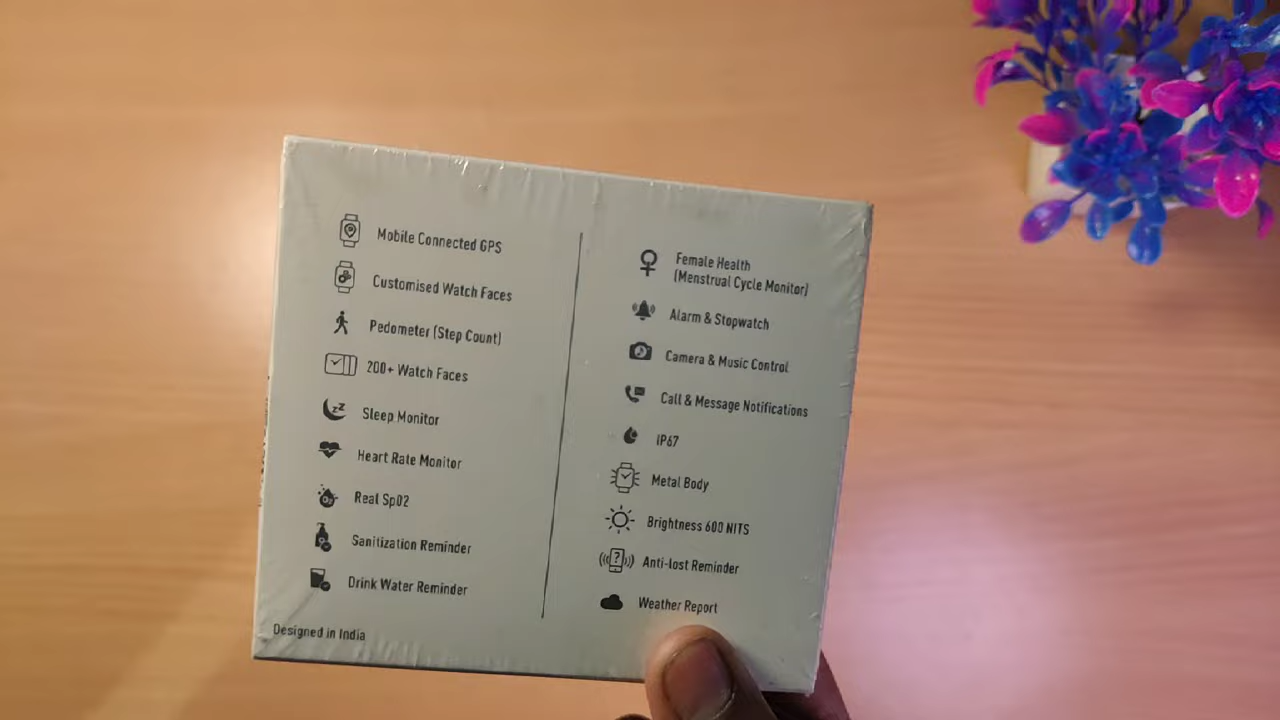 Mobile Connected GPS
Customised Watch Faces
Pedometer (Step Count)
200+ Watch Faces
Sleep Monitor
Heart Rate Monitor
Real SpO2
Sanitization Reminder
Drink Water Reminder
Designed in India
Female Health
(Menstrual Cycle Monitor)
Alarm & Stopwatch
Camera & Music Control
Call & Message Notifications
IP67
Metal Body
Brightness 600 NITS
Anti-lost Reminder
Weather Report